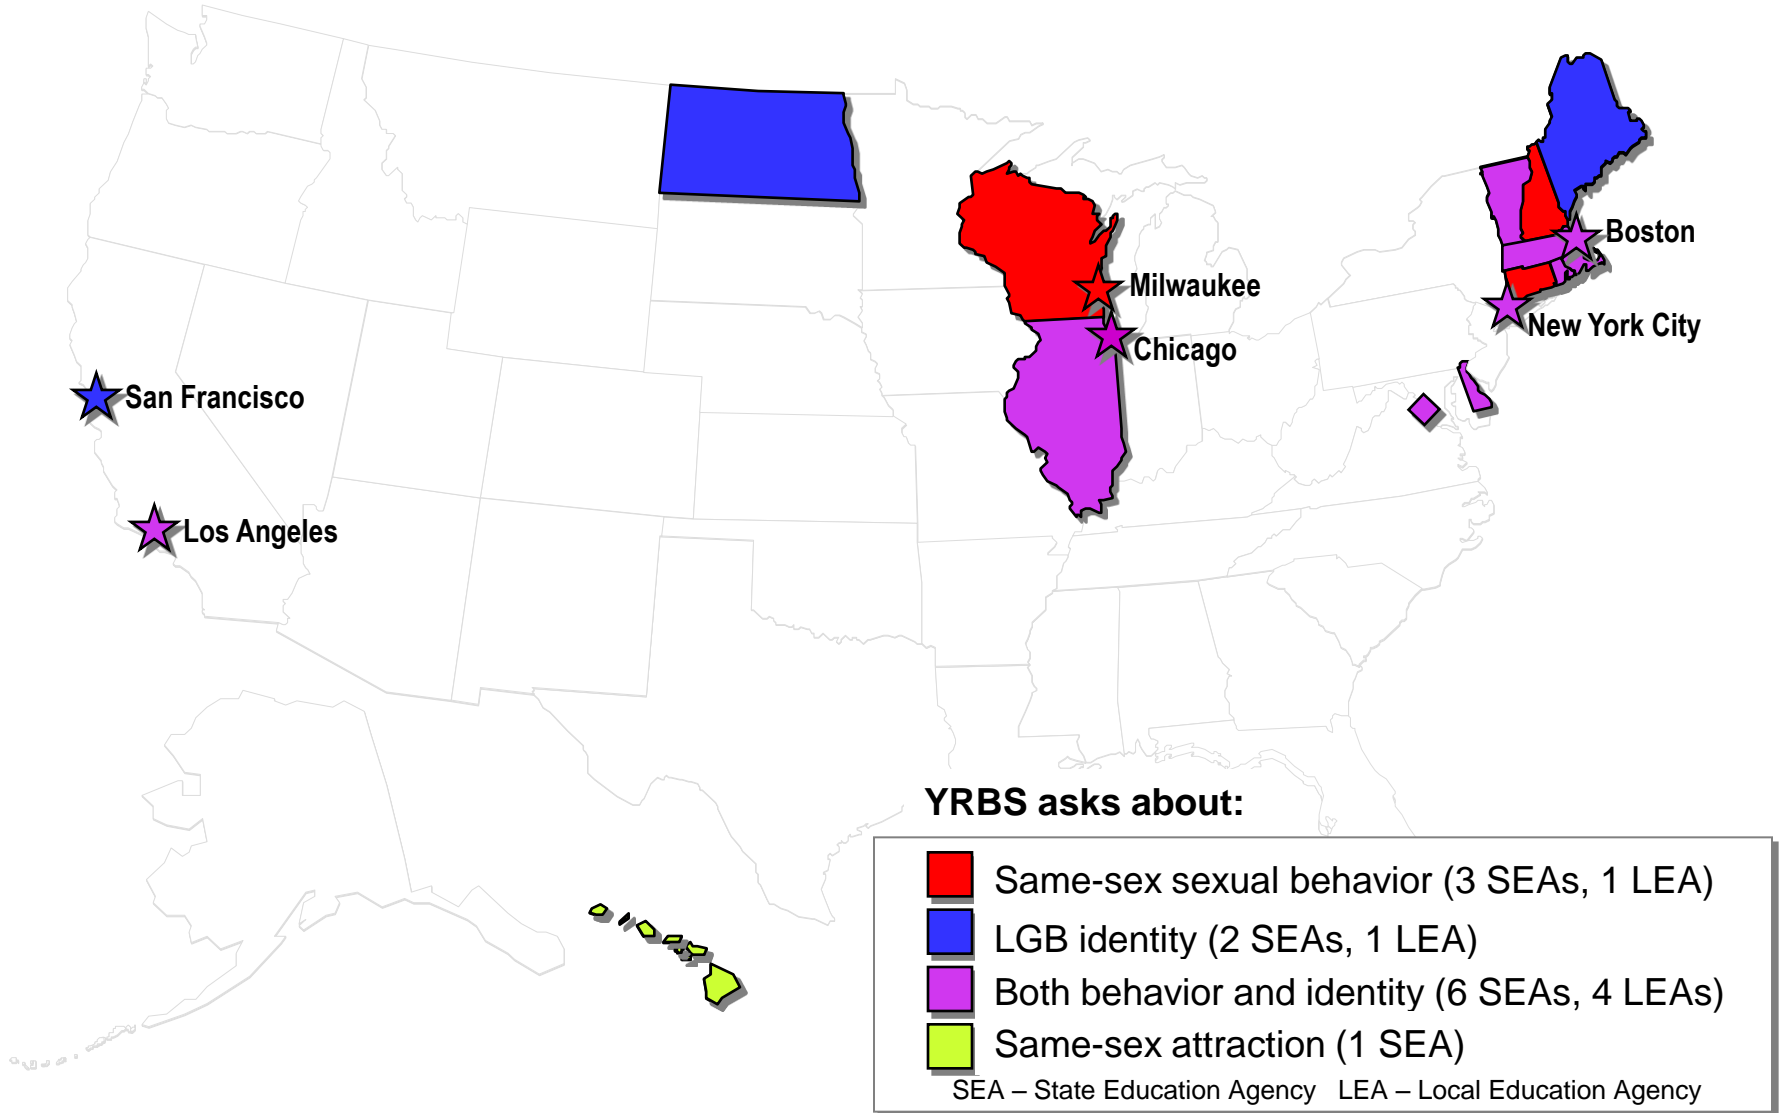 Boston
Milwaukee
New York City
Chicago
San Francisco
Los Angeles
YRBS asks about:
Same-sex sexual behavior (3 SEAs, 1 LEA)
LGB identity (2 SEAs, 1 LEA)
Both behavior and identity (6 SEAs, 4 LEAs)
Same-sex attraction (1 SEA)
SEA – State Education Agency LEA – Local Education Agency